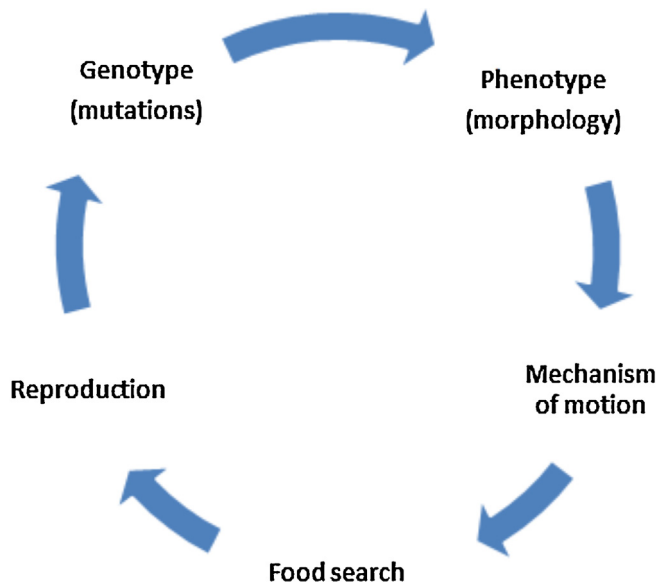 Genotype
(mutations)
Phenotype
(morphology)
Mechanism
of motion
Food search
Reproduction